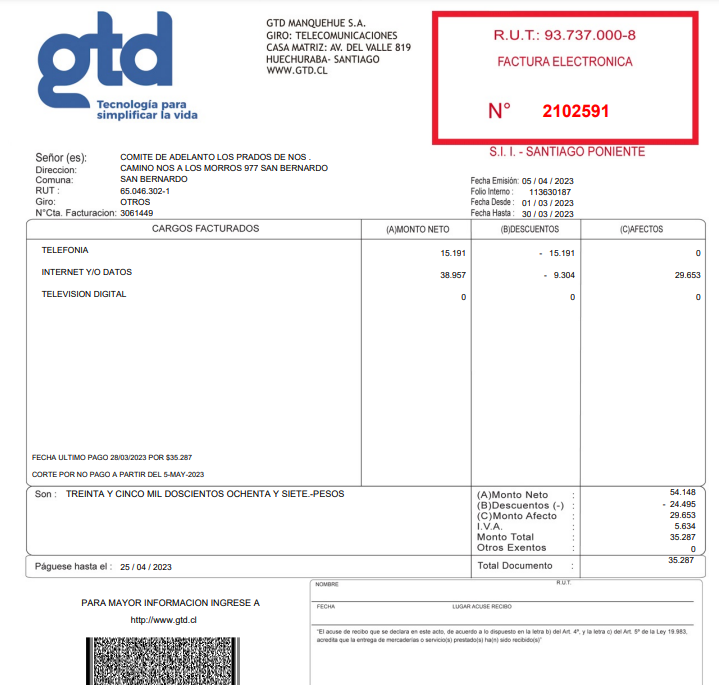 gtd
Tecnología para
simplificar la vida
GTD MANQUEHUE S.A.
GIRO: TELECOMUNICACIONES
CASA MATRIZ: AV. DEL VALLE 819
HUECHURABA- SANTIAGO
WWW.GTD.CL
R.U.T.: 93.737.000-8
FACTURA ELECTRONICA
N° 2102591
S.I.I. - SANTIAGO PONIENTE
Señor (es): COMITE DE ADELANTO LOS PRADOS DE NOS .
Direccion: CAMINO NOS A LOS MORROS 977 SAN BERNARDO
Comuna: SAN BERNARDO
RUT : 65.046.302-1
Giro: OTROS
N°Cta. Facturacion: 3061449
Fecha Emisión: 05 / 04 / 2023
Folio Interno : 113630187
Fecha Desde : 01 / 03 / 2023
Fecha Hasta : 30 / 03 / 2023
CARGOS FACTURADOS (A)MONTO NETO (B)DESCUENTOS (C)AFECTOS
TELEFONIA 15.191 - 15.191 0
INTERNET Y/O DATOS 38.957 - 9.304 29.653
TELEVISION DIGITAL 0 0 0
FECHA ULTIMO PAGO 28/03/2023 POR $35.287
CORTE POR NO PAGO A PARTIR DEL 5-MAY-2023
Son : TREINTA Y CINCO MIL DOSCIENTOS OCHENTA Y SIETE.-PESOS
(A)Monto Neto : 54.148
(B)Descuentos (-) : - 24.495
(C)Monto Afecto : 29.653
I.V.A. : 5.634
Monto Total : 35.287
Otros Exentos : 0
Páguese hasta el : 25 / 04 / 2023
Total Documento : 35.287
PARA MAYOR INFORMACION INGRESE A
http://www.gtd.cl
NOMBRE R.U.T.
FECHA LUGAR ACUSE RECIBO
"El acuse de recibo que se declara en este acto, de acuerdo a lo dispuesto en la letra b) del Art. 4º, y la letra c) del Art. 5º de la Ley 19.983,
acredita que la entrega de mercaderías o servicio(s) prestado(s) ha(n) sido recibido(s)"